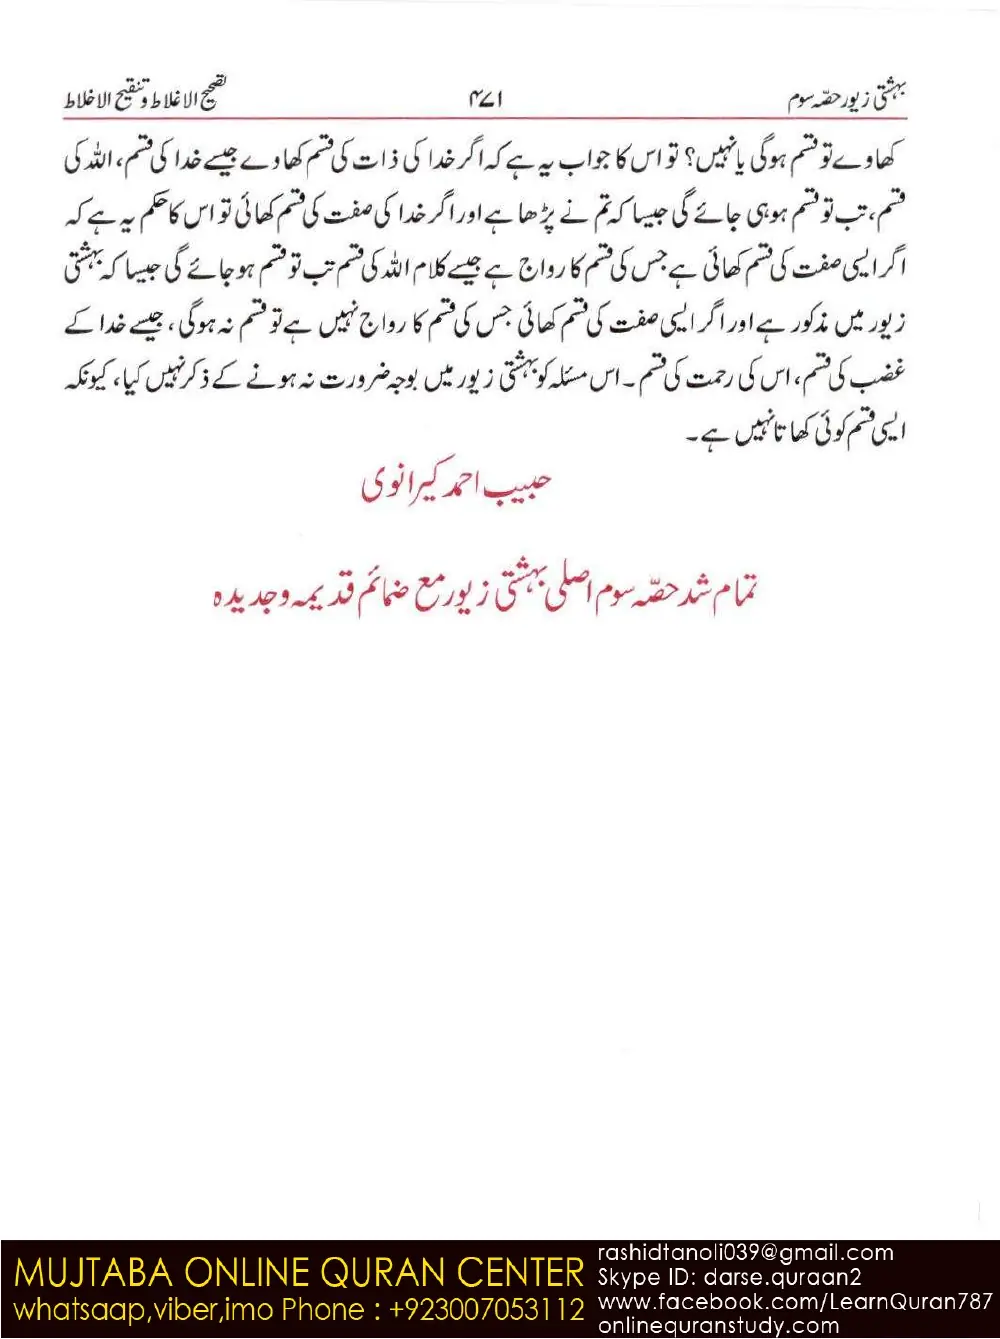 بہشتی زیور حصّہ سوم ۴۷۱ تصحیح الاغلاط و تنقیح الاخلاط
کھاوے تو قسم ہوگی یا نہیں؟ تو اس کا جواب یہ ہے کہ اگر خدا کی ذات کی قسم کھاوے جیسے خدا کی قسم، اللہ کی
قسم، تب تو قسم ہو ہی جائے گی جیسا کہ تم نے پڑھا ہے اور اگر خدا کی صفت کی قسم کھائی تو اس کا حکم یہ ہے کہ
اگر ایسی صفت کی قسم کھائی ہے جس کی قسم کا رواج ہے جیسے کلام اللہ کی قسم تب تو قسم ہو جائے گی جیسا کہ بہشتی
زیور میں مذکور ہے اور اگر ایسی صفت کی قسم کھائی جس کی قسم کا رواج نہیں ہے تو قسم نہ ہوگی، جیسے خدا کے
غضب کی قسم، اس کی رحمت کی قسم۔ اس مسئلہ کو بہشتی زیور میں بوجہ ضرورت نہ ہونے کے ذکر نہیں کیا، کیونکہ
ایسی قسم کوئی کھاتا نہیں ہے۔
حبیب احمد کیرانوی
تمام شد حصّہ سوم اصلی بہشتی زیور مع ضمائم قدیمہ و جدیدہ
MUJTABA ONLINE QURAN CENTER
whatsaap,viber,imo Phone : +923007053112
rashidtanoli039@gmail.com
Skype ID: darse.quraan2
www.facebook.com/LearnQuran787
onlinequranstudy.com